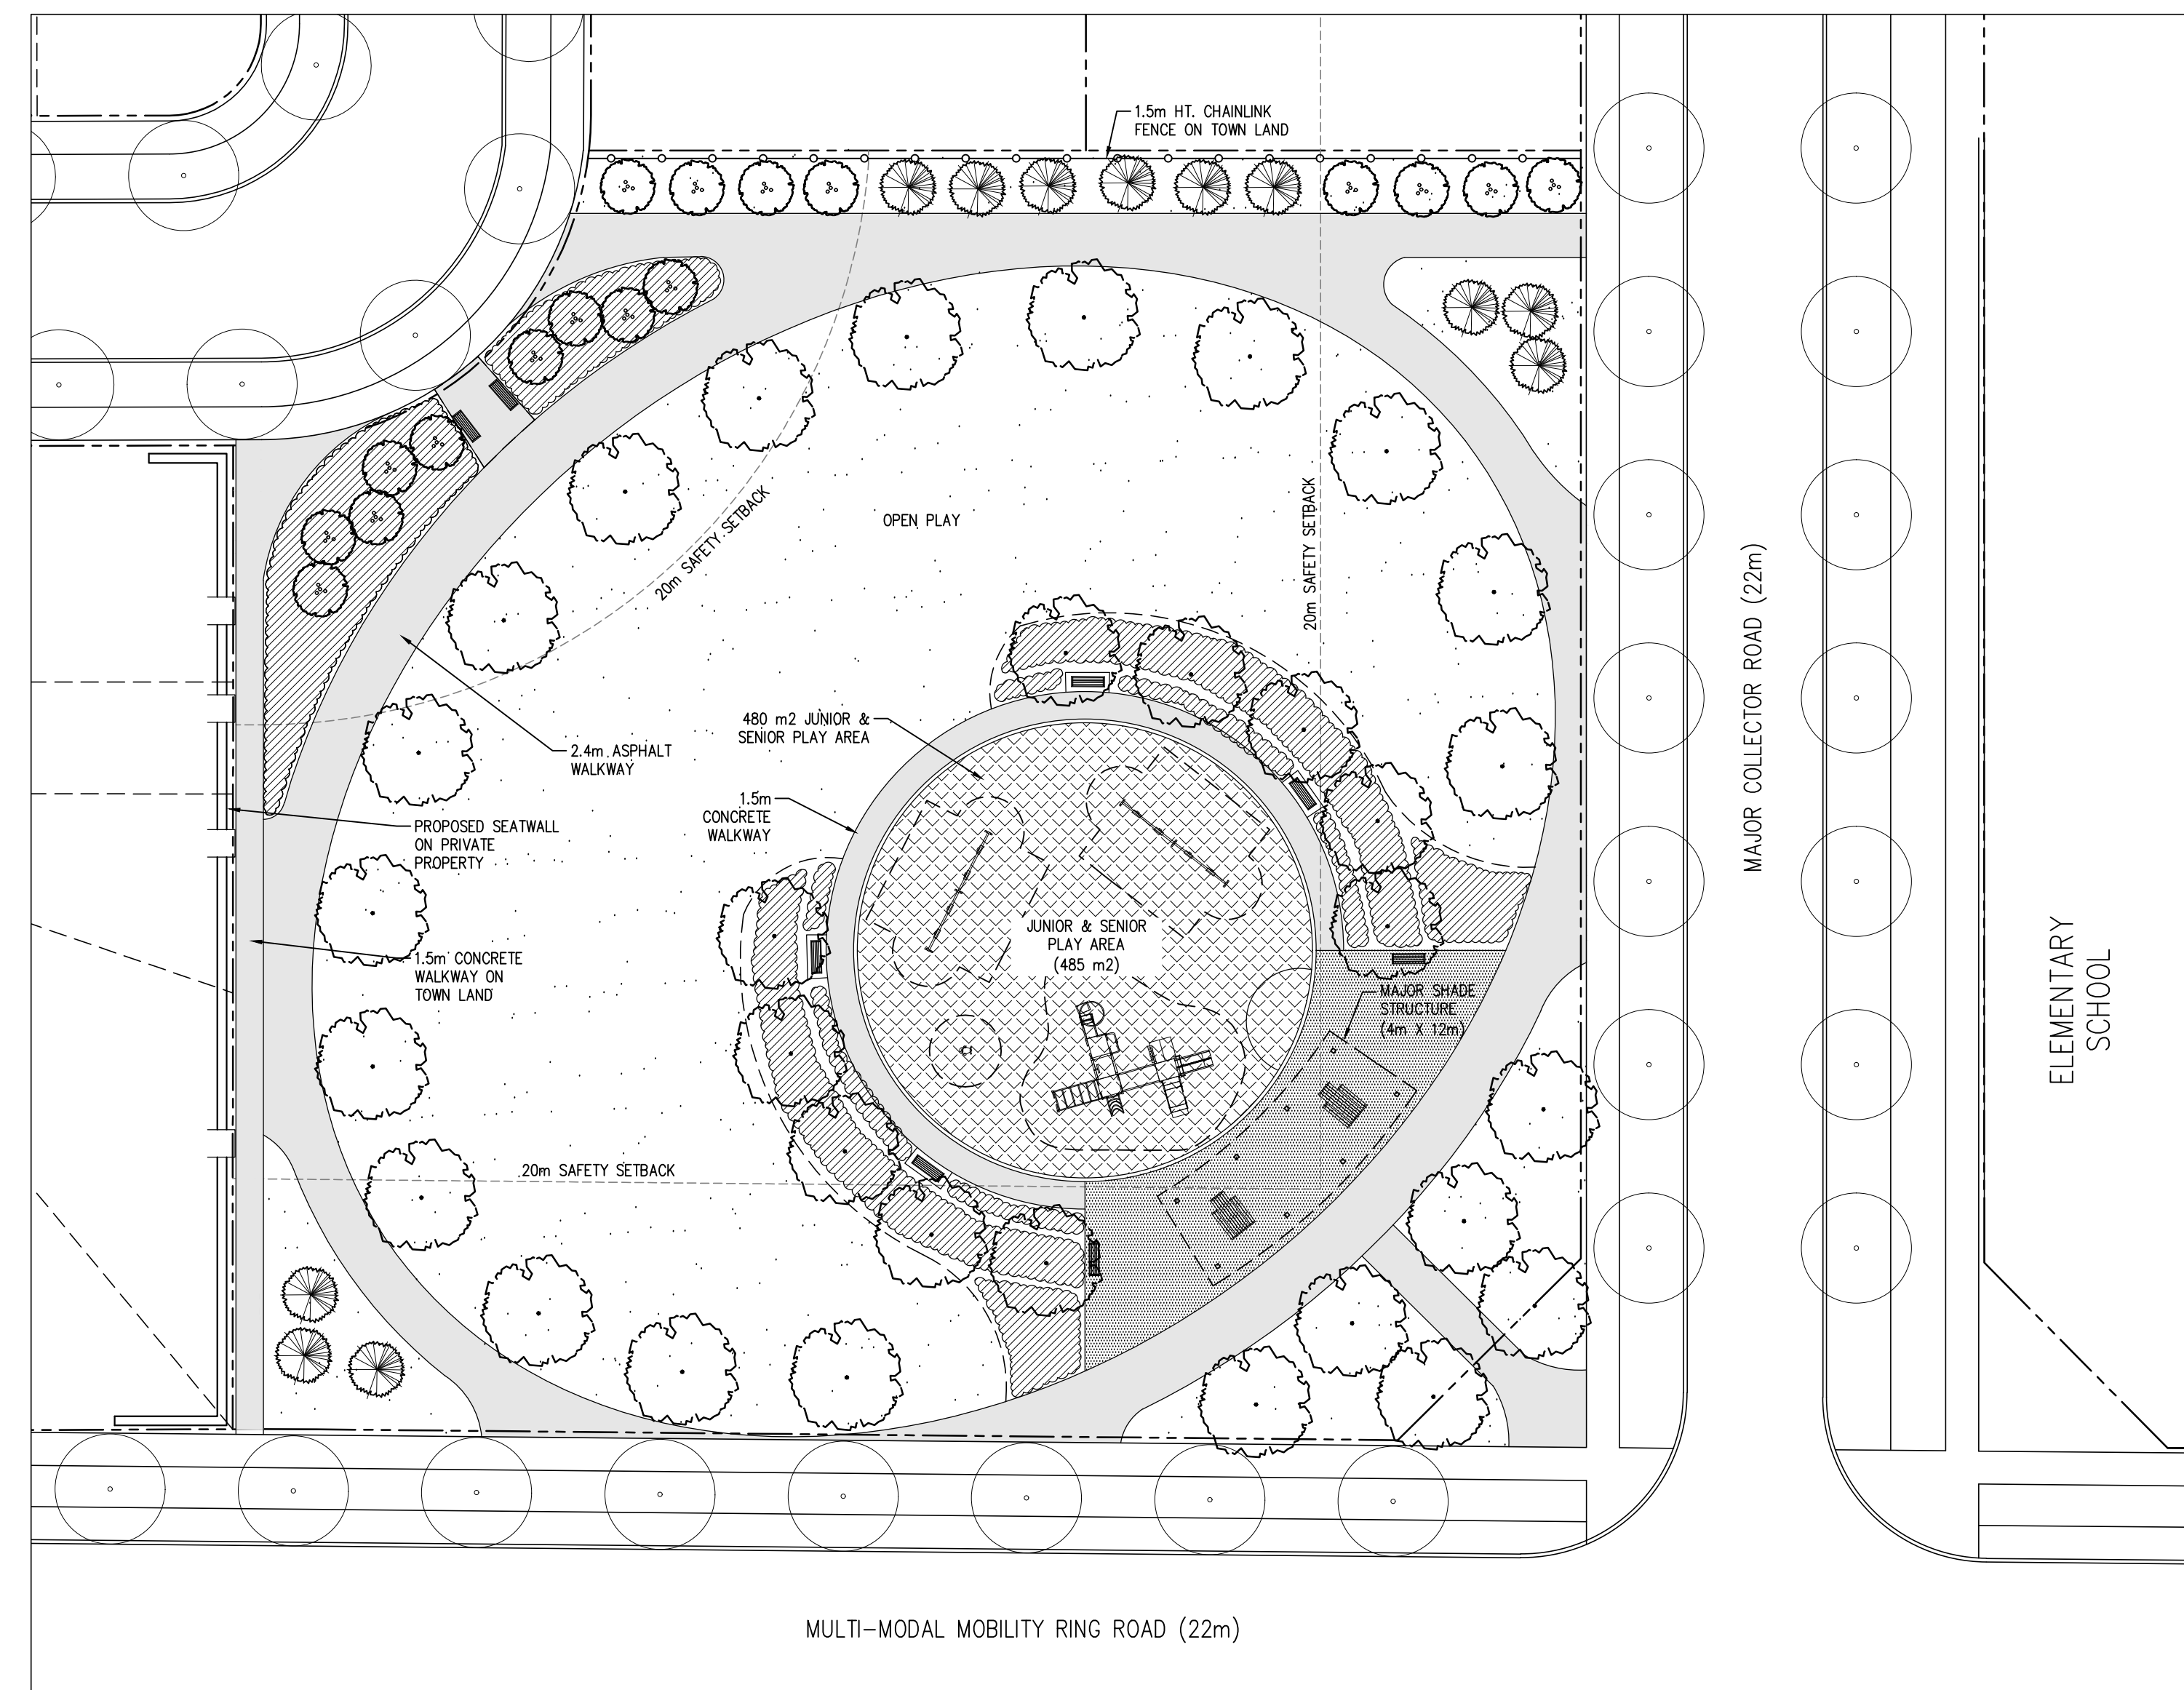 1.5m HT. CHAINLINK
FENCE ON TOWN LAND
OPEN PLAY
20m SAFETY SETBACK
20m SAFETY SETBACK
MAJOR COLLECTOR ROAD (22m)
480 m2 JUNIOR &
SENIOR PLAY AREA
2.4m ASPHALT
WALKWAY
1.5m
CONCRETE
WALKWAY
PROPOSED SEATWALL
ON PRIVATE
PROPERTY
JUNIOR & SENIOR
PLAY AREA
(485 m2)
1.5m CONCRETE
WALKWAY ON
TOWN LAND
MAJOR SHADE
STRUCTURE
(4m X 12m)
ELEMENTARY
SCHOOL
20m SAFETY SETBACK
MULTI-MODAL MOBILITY RING ROAD (22m)